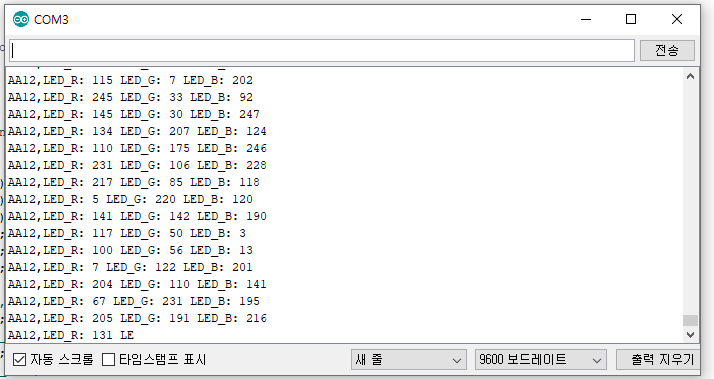 COM3
전송
AA12,LED_R: 115 LED_G: 7 LED_B: 202
AA12,LED_R: 245 LED_G: 33 LED_B: 92
AA12,LED_R: 145 LED_G: 30 LED_B: 247
AA12,LED_R: 134 LED_G: 207 LED_B: 124
AA12,LED_R: 110 LED_G: 175 LED_B: 246
AA12,LED_R: 231 LED_G: 106 LED_B: 228
AA12,LED_R: 217 LED_G: 85 LED_B: 118
AA12,LED_R: 5 LED_G: 220 LED_B: 120
AA12,LED_R: 141 LED_G: 142 LED_B: 190
AA12,LED_R: 117 LED_G: 50 LED_B: 3
AA12,LED_R: 100 LED_G: 56 LED_B: 13
AA12,LED_R: 7 LED_G: 122 LED_B: 201
AA12,LED_R: 204 LED_G: 110 LED_B: 141
AA12,LED_R: 67 LED_G: 231 LED_B: 195
AA12,LED_R: 205 LED_G: 191 LED_B: 216
AA12,LED_R: 131 LE
자동 스크롤 타임스탬프 표시 새 줄 9600 보드레이트 출력 지우기